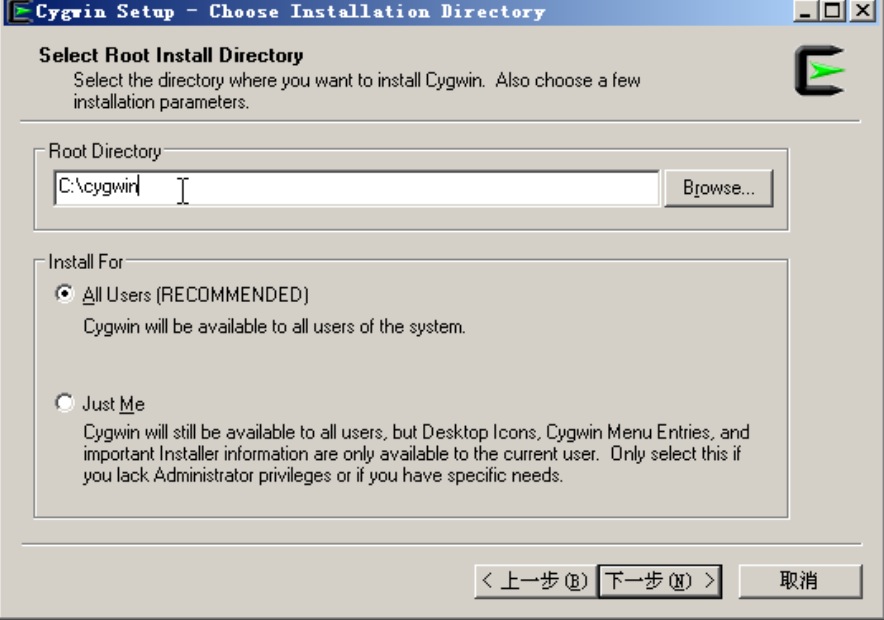 Cygwin Setup - Choose Installation Directory
Select Root Install Directory
Select the directory where you want to install Cygwin.  Also choose a few
installation parameters.
Root Directory
C:\cygwin
Browse...
Install For
All Users (RECOMMENDED)
Cygwin will be available to all users of the system.
Just Me
Cygwin will still be available to all users, but Desktop Icons, Cygwin Menu Entries, and
important Installer information are only available to the current user.  Only select this if
you lack Administrator privileges or if you have specific needs.
< 上一步(B) 下一步(N) > 取消